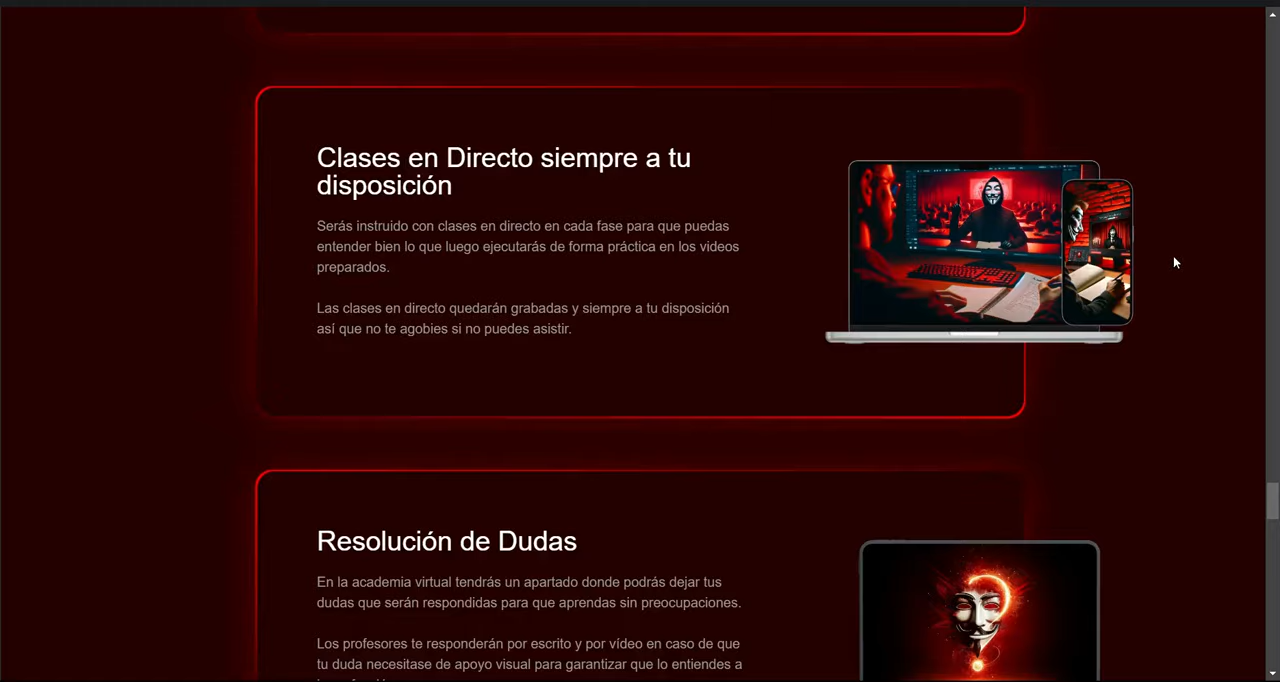 Clases en Directo siempre a tu
disposición
Serás instruido con clases en directo en cada fase para que puedas
entender bien lo que luego ejecutarás de forma práctica en los videos
preparados.
Las clases en directo quedarán grabadas y siempre a tu disposición
así que no te agobies si no puedes asistir.
Resolución de Dudas
En la academia virtual tendrás un apartado donde podrás dejar tus
dudas que serán respondidas para que aprendas sin preocupaciones.
Los profesores te responderán por escrito y por vídeo en caso de que
tu duda necesitase de apoyo visual para garantizar que lo entiendes a